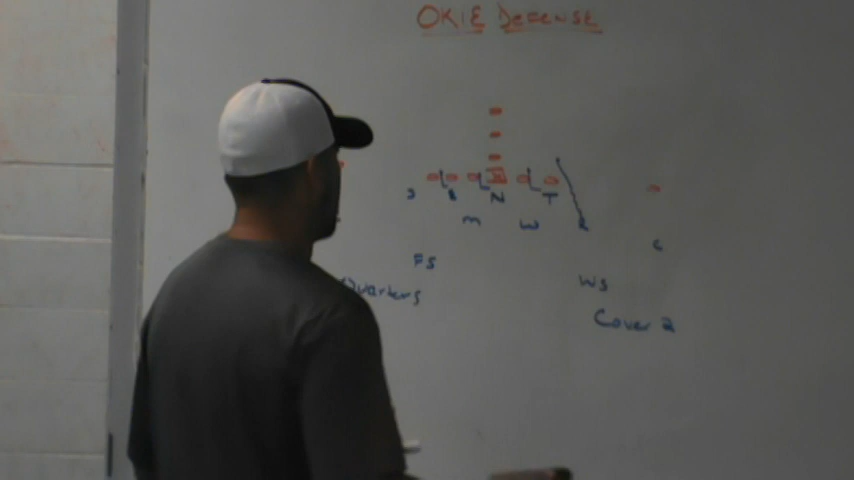 OKIE DEFENSE
S N T
M W
C
FS
WS
Quarters
Cover 2